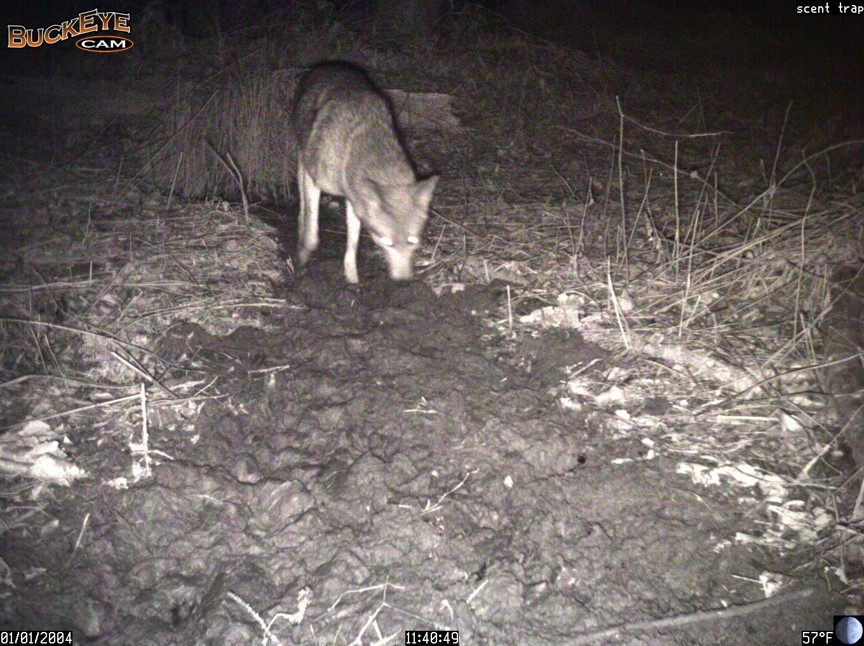 BUCKEYE
CAM
scent trap
01/01/2004
11:40:49
57°F